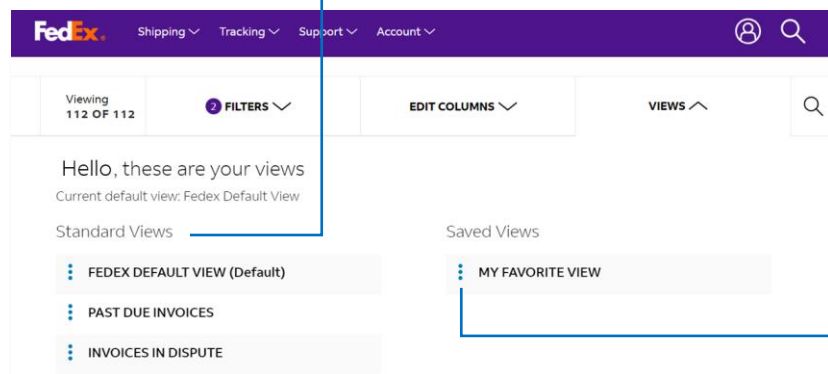 FedEx. Shipping Tracking Support Account
Viewing
112 OF 112
2 FILTERS
EDIT COLUMNS
VIEWS
Hello, these are your views
Current default view: Fedex Default View
Standard Views
FEDEX DEFAULT VIEW (Default)
PAST DUE INVOICES
INVOICES IN DISPUTE
Saved Views
MY FAVORITE VIEW